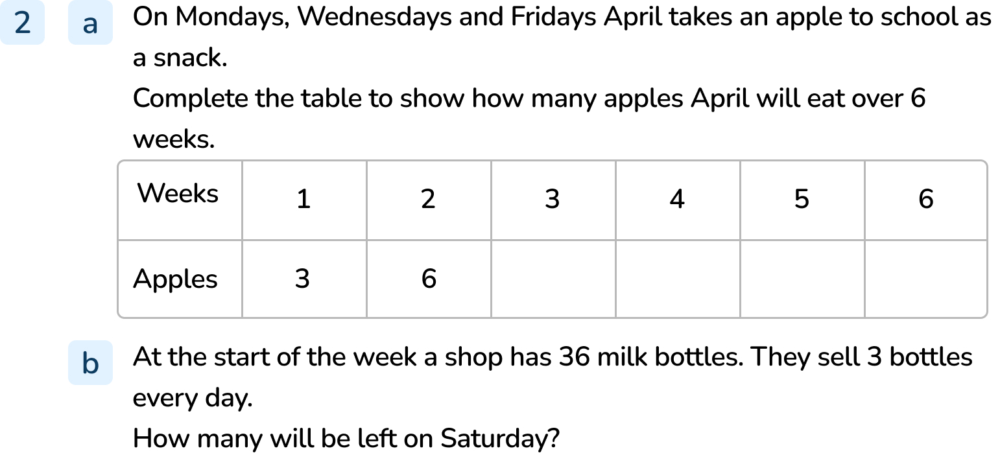 2 a On Mondays, Wednesdays and Fridays April takes an apple to school as
a snack.
Complete the table to show how many apples April will eat over 6
weeks.
Weeks 1 2 3 4 5 6
Apples 3 6
b At the start of the week a shop has 36 milk bottles. They sell 3 bottles
every day.
How many will be left on Saturday?